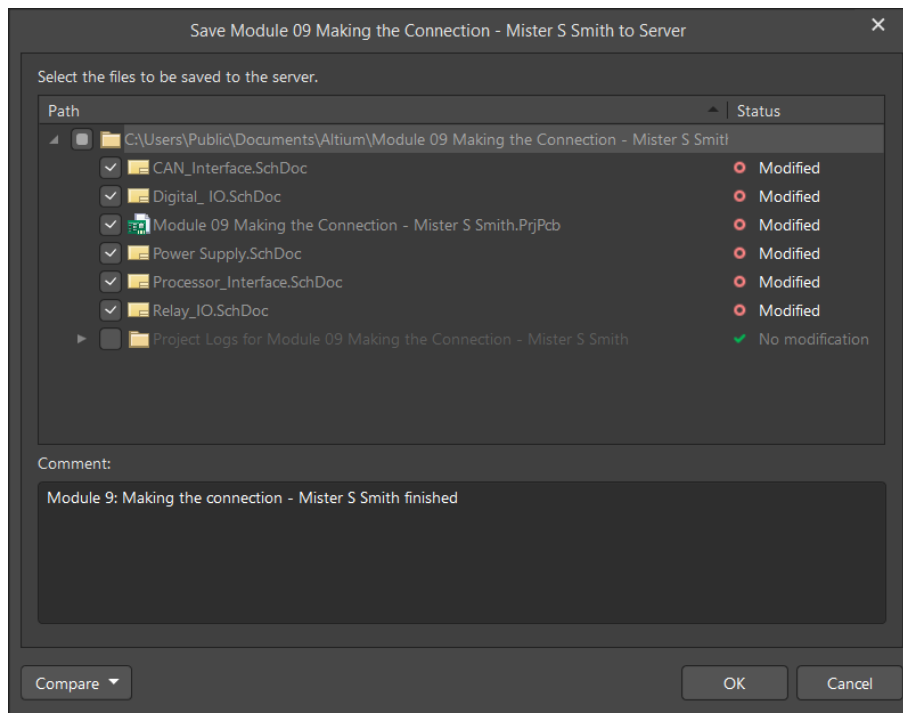 Save Module 09 Making the Connection - Mister S Smith to Server
Select the files to be saved to the server.
Path Status
C:\Users\Public\Documents\Altium\Module 09 Making the Connection - Mister S Smitl
CAN_Interface.SchDoc Modified
Digital_ IO.SchDoc Modified
Module 09 Making the Connection - Mister S Smith.PrjPcb Modified
Power Supply.SchDoc Modified
Processor_Interface.SchDoc Modified
Relay_IO.SchDoc Modified
Project Logs for Module 09 Making the Connection - Mister S Smith No modification
Comment:
Module 9: Making the connection - Mister S Smith finished
Compare OK Cancel